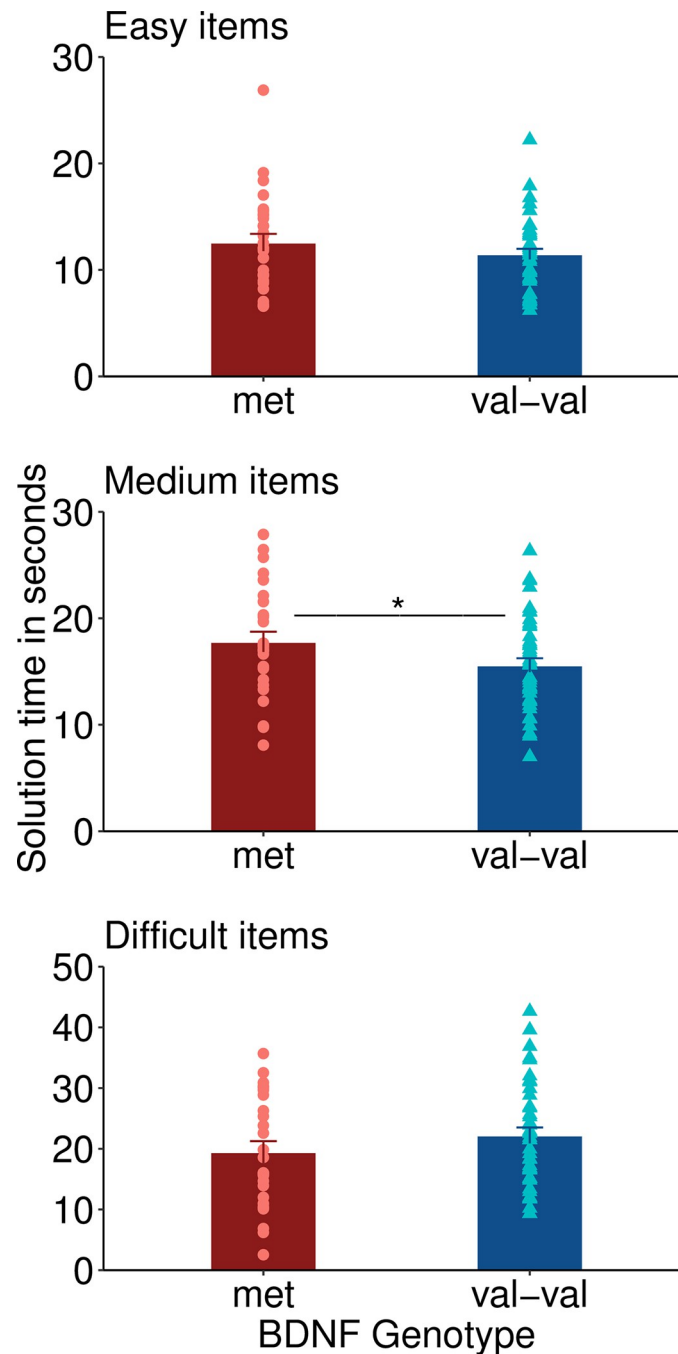 Easy items
30
20
10
0
met val−val
Solution time in seconds
Medium items
30
20
*
10
0
met val−val
Difficult items
50
40
30
20
10
0
met val−val
BDNF Genotype